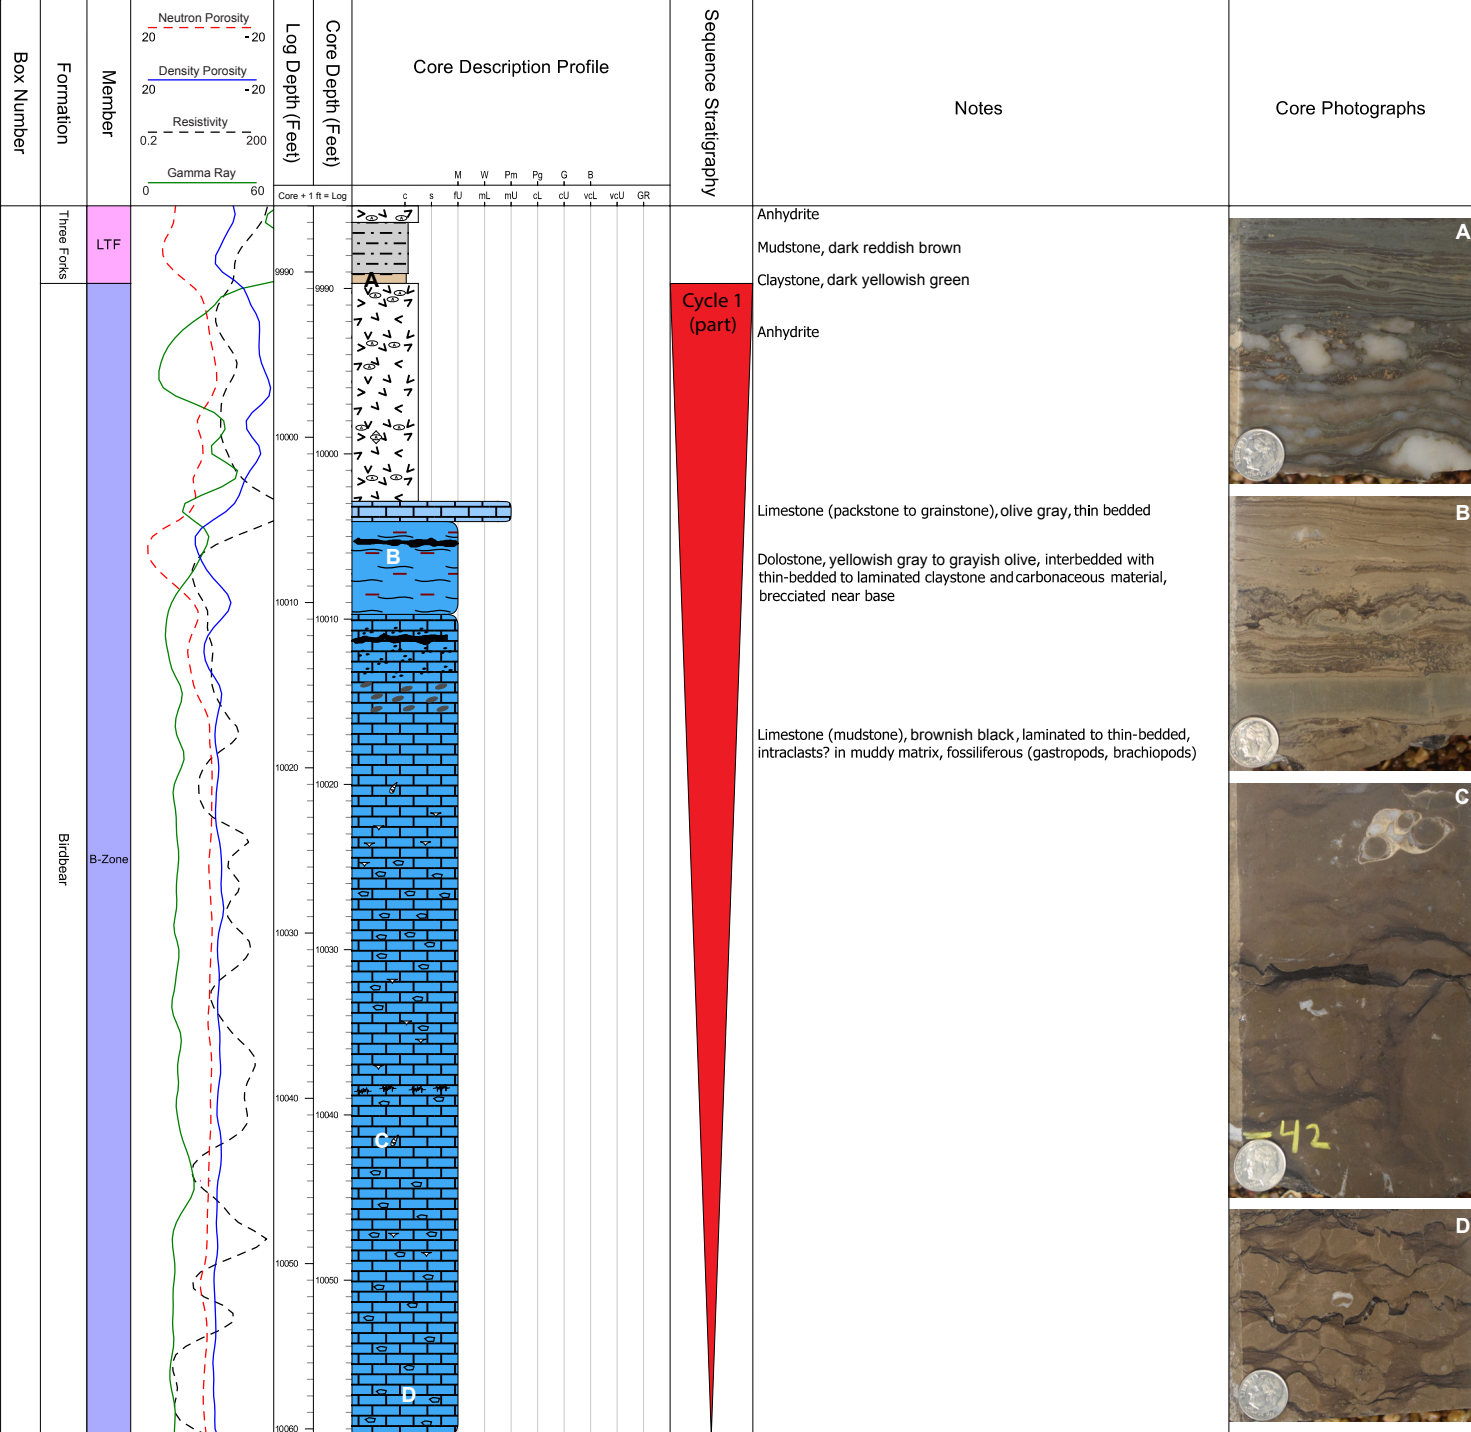 Box Number
Formation
Member
Neutron Porosity
20 -20
Density Porosity
20 -20
Resistivity
0.2 200
Gamma Ray
0 60
Log Depth (Feet)
Core Depth (Feet)
Core + 1 ft = Log
Core Description Profile
M W Pm Pg G B
c s fU mL mU cL cU vcL vcU GR
Sequence Stratigraphy
Notes
Core Photographs
Three Forks
LTF
Birdbear
B-Zone
9990
10000
10010
10020
10030
10040
10050
10060
9990
10000
10010
10020
10030
10040
10050
A
B
C
D
Cycle 1
(part)
Anhydrite
Mudstone, dark reddish brown
Claystone, dark yellowish green
Anhydrite
Limestone (packstone to grainstone), olive gray, thin bedded
Dolostone, yellowish gray to grayish olive, interbedded with
thin-bedded to laminated claystone and carbonaceous material,
brecciated near base
Limestone (mudstone), brownish black, laminated to thin-bedded,
intraclasts? in muddy matrix, fossiliferous (gastropods, brachiopods)
A
B
C
-42
D